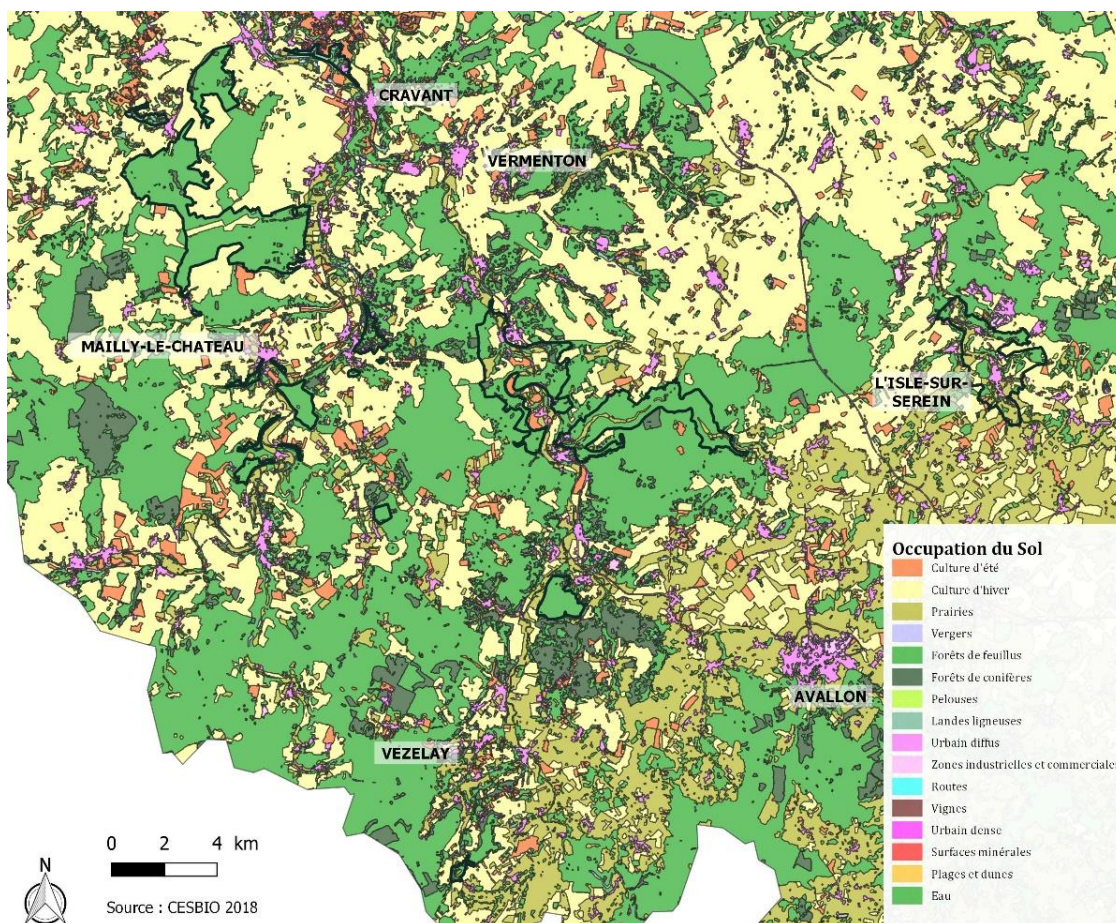 CRAVANT
VERMENTON
MAILLY-LE-CHATEAU
L'ISLE-SUR-
SEREIN
AVALLON
VEZELAY
Occupation du Sol
Culture d'été
Culture d'hiver
Prairies
Vergers
Forêts de feuillus
Forêts de conifères
Pelouses
Landes ligneuses
Urbain diffus
Zones industrielles et commerciales
Routes
Vignes
Urbain dense
Surfaces minérales
Plages et dunes
Eau
0 2 4 km
N
Source : CESBIO 2018